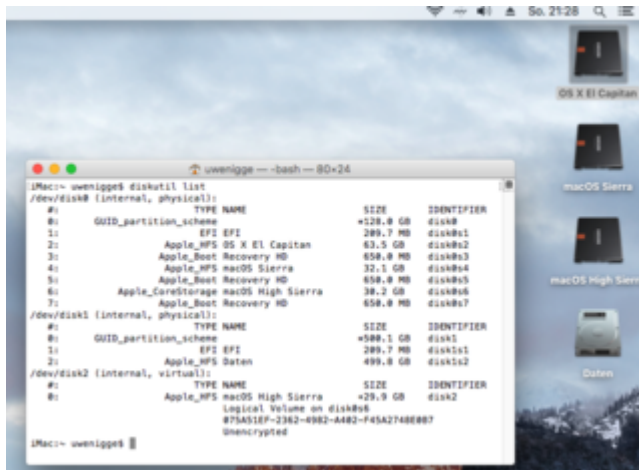 So. 21:28
OS X El Capitan
macOS Sierra
macOS High Sierr
Daten
uwenigge — -bash — 80×24
iMac:~ uwenigge$ diskutil list
/dev/disk0 (internal, physical):
#: TYPE NAME SIZE IDENTIFIER
0: GUID_partition_scheme *128.0 GB disk0
1: EFI EFI 209.7 MB disk0s1
2: Apple_HFS OS X El Capitan 63.5 GB disk0s2
3: Apple_Boot Recovery HD 650.0 MB disk0s3
4: Apple_HFS macOS Sierra 32.1 GB disk0s4
5: Apple_Boot Recovery HD 650.0 MB disk0s5
6: Apple_CoreStorage macOS High Sierra 30.2 GB disk0s6
7: Apple_Boot Recovery HD 650.0 MB disk0s7
/dev/disk1 (internal, physical):
#: TYPE NAME SIZE IDENTIFIER
0: GUID_partition_scheme *500.1 GB disk1
1: EFI EFI 209.7 MB disk1s1
2: Apple_HFS Daten 499.8 GB disk1s2
/dev/disk2 (internal, virtual):
#: TYPE NAME SIZE IDENTIFIER
0: Apple_HFS macOS High Sierra +29.9 GB disk2
Logical Volume on disk0s6
Unencrypted
iMac:~ uwenigge$